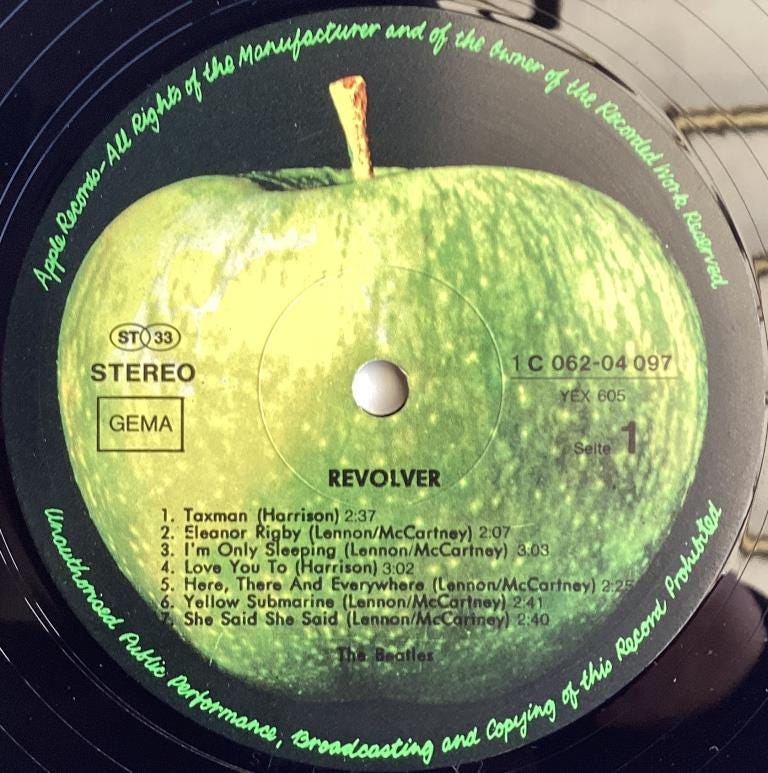 Apple Records-All Rights of the Manufacturer and of the Owner of the Recorded Work Reserved
ST 33
STEREO
GEMA
1 C 062-04 097
YEX 605
Seite 1
REVOLVER
1. Taxman (Harrison) 2:37
2. Eleanor Rigby (Lennon/McCartney) 2:07
3. I'm Only Sleeping (Lennon/McCartney) 3:03
4. Love You To (Harrison) 3:02
5. Here, There And Everywhere (Lennon/McCartney) 2:25
6. Yellow Submarine (Lennon/McCartney) 2:41
7. She Said She Said (Lennon/McCartney) 2:40
The Beatles
Unauthorised Public Performance, Broadcasting and Copying of this Record Prohibited